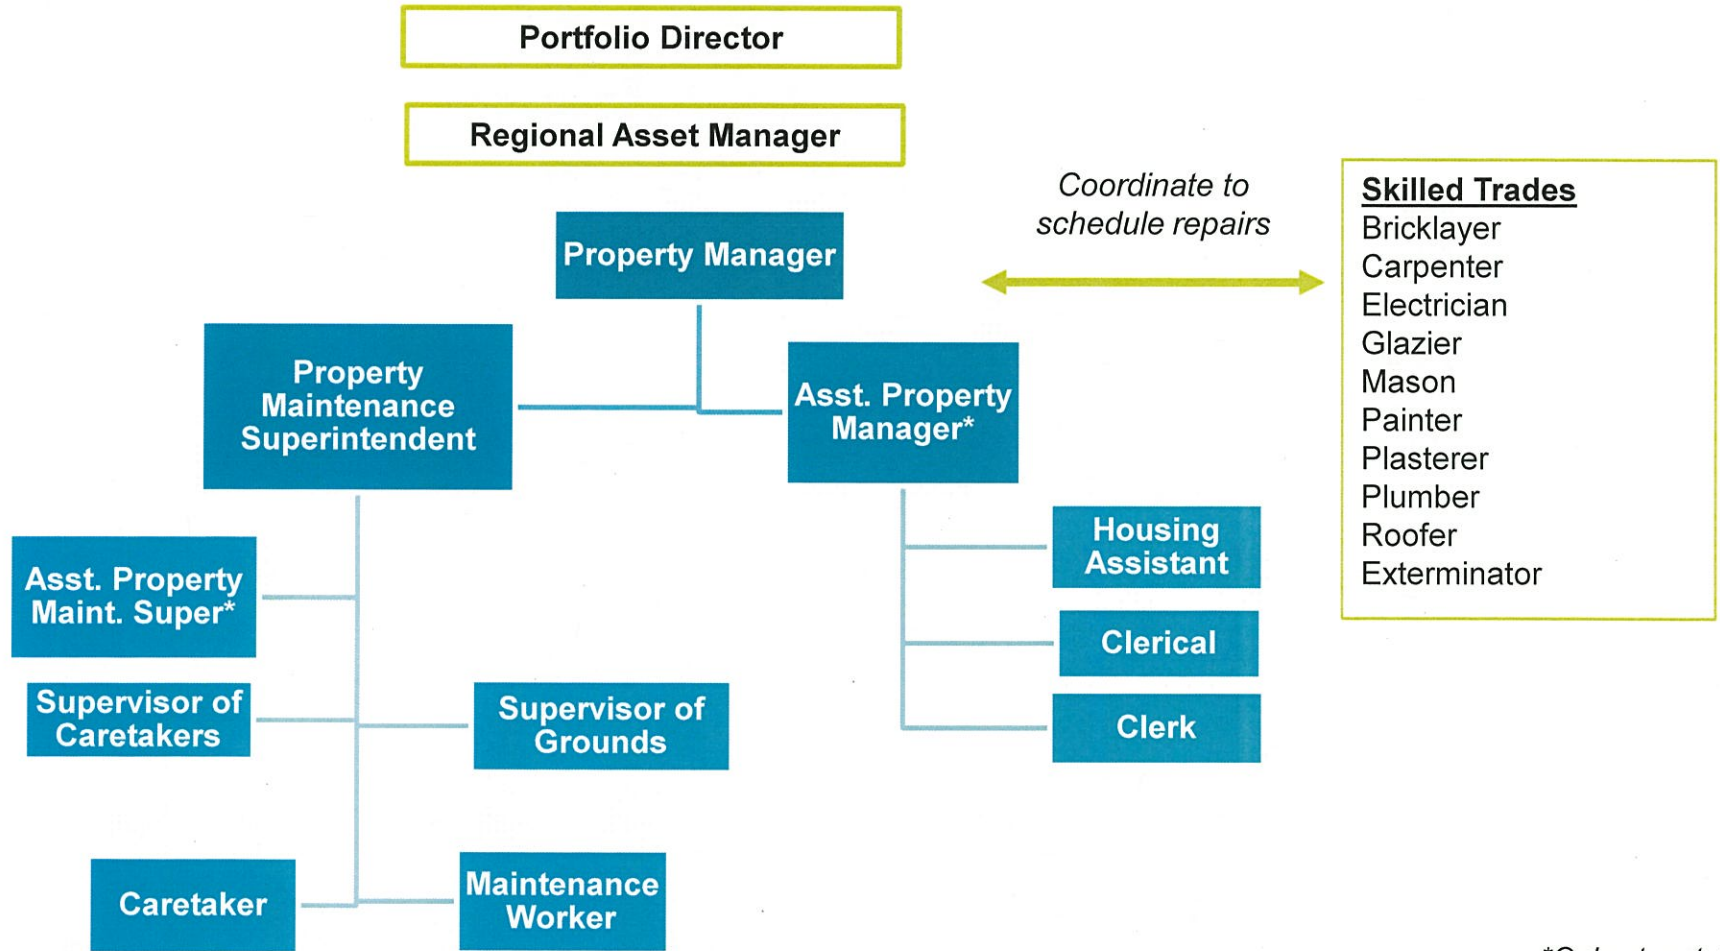 Portfolio Director
Regional Asset Manager
Property Manager
Coordinate to
schedule repairs
Skilled Trades
Bricklayer
Carpenter
Electrician
Glazier
Mason
Painter
Plasterer
Plumber
Roofer
Exterminator
Property
Maintenance
Superintendent
Asst. Property
Manager*
Asst. Property
Maint. Super*
Housing
Assistant
Clerical
Supervisor of
Caretakers
Supervisor of
Grounds
Clerk
Caretaker
Maintenance
Worker